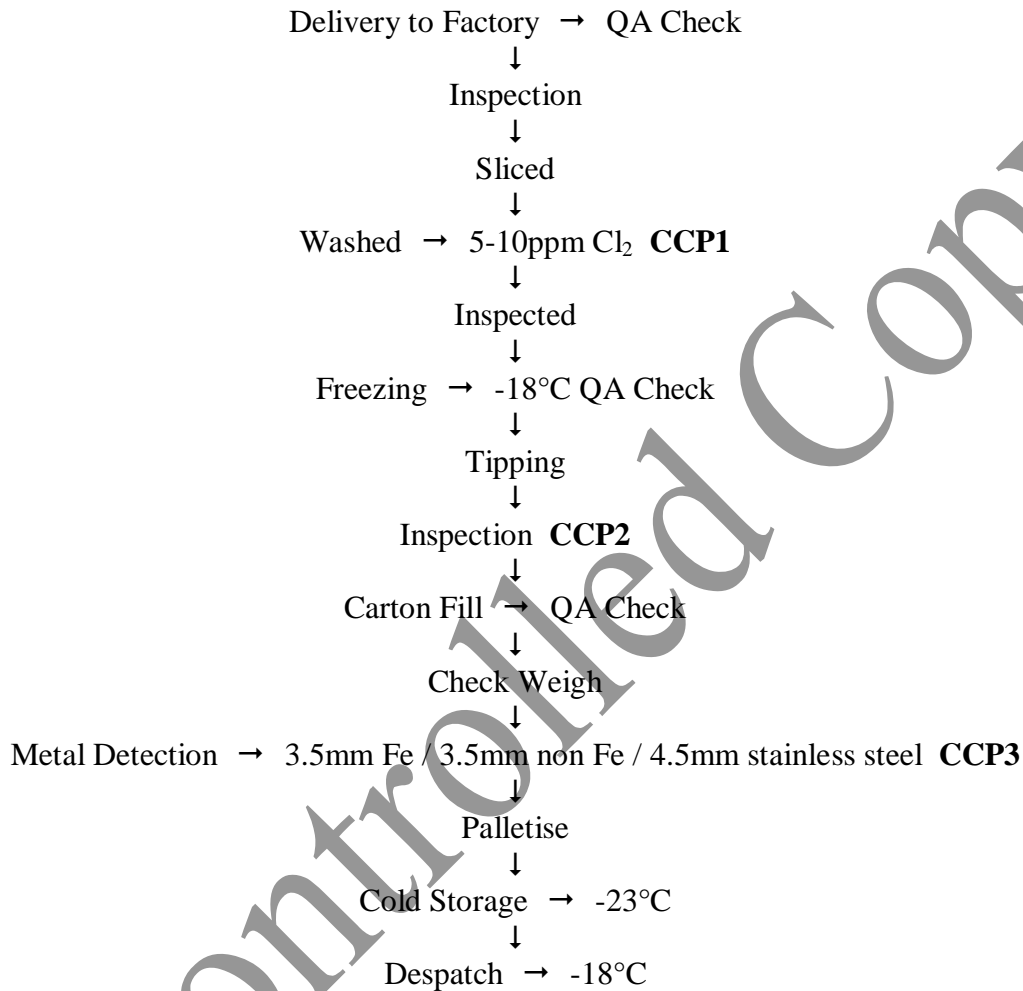 Delivery to Factory → QA Check
↓
Inspection
↓
Sliced
↓
Washed → 5-10ppm Cl₂ CCP1
↓
Inspected
↓
Freezing → -18°C QA Check
↓
Tipping
↓
Inspection CCP2
↓
Carton Fill → QA Check
↓
Check Weigh
↓
Metal Detection → 3.5mm Fe / 3.5mm non Fe / 4.5mm stainless steel CCP3
↓
Palletise
↓
Cold Storage → -23°C
↓
Despatch → -18°C
ontrolled Cop